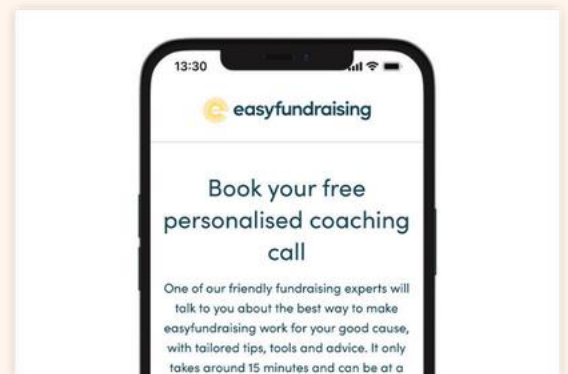 13:30
easyfundraising
Book your free
personalised coaching
call
One of our friendly fundraising experts will
talk to you about the best way to make
easyfundraising work for your good cause,
with tailored tips, tools and advice. It only
takes around 15 minutes and can be at a